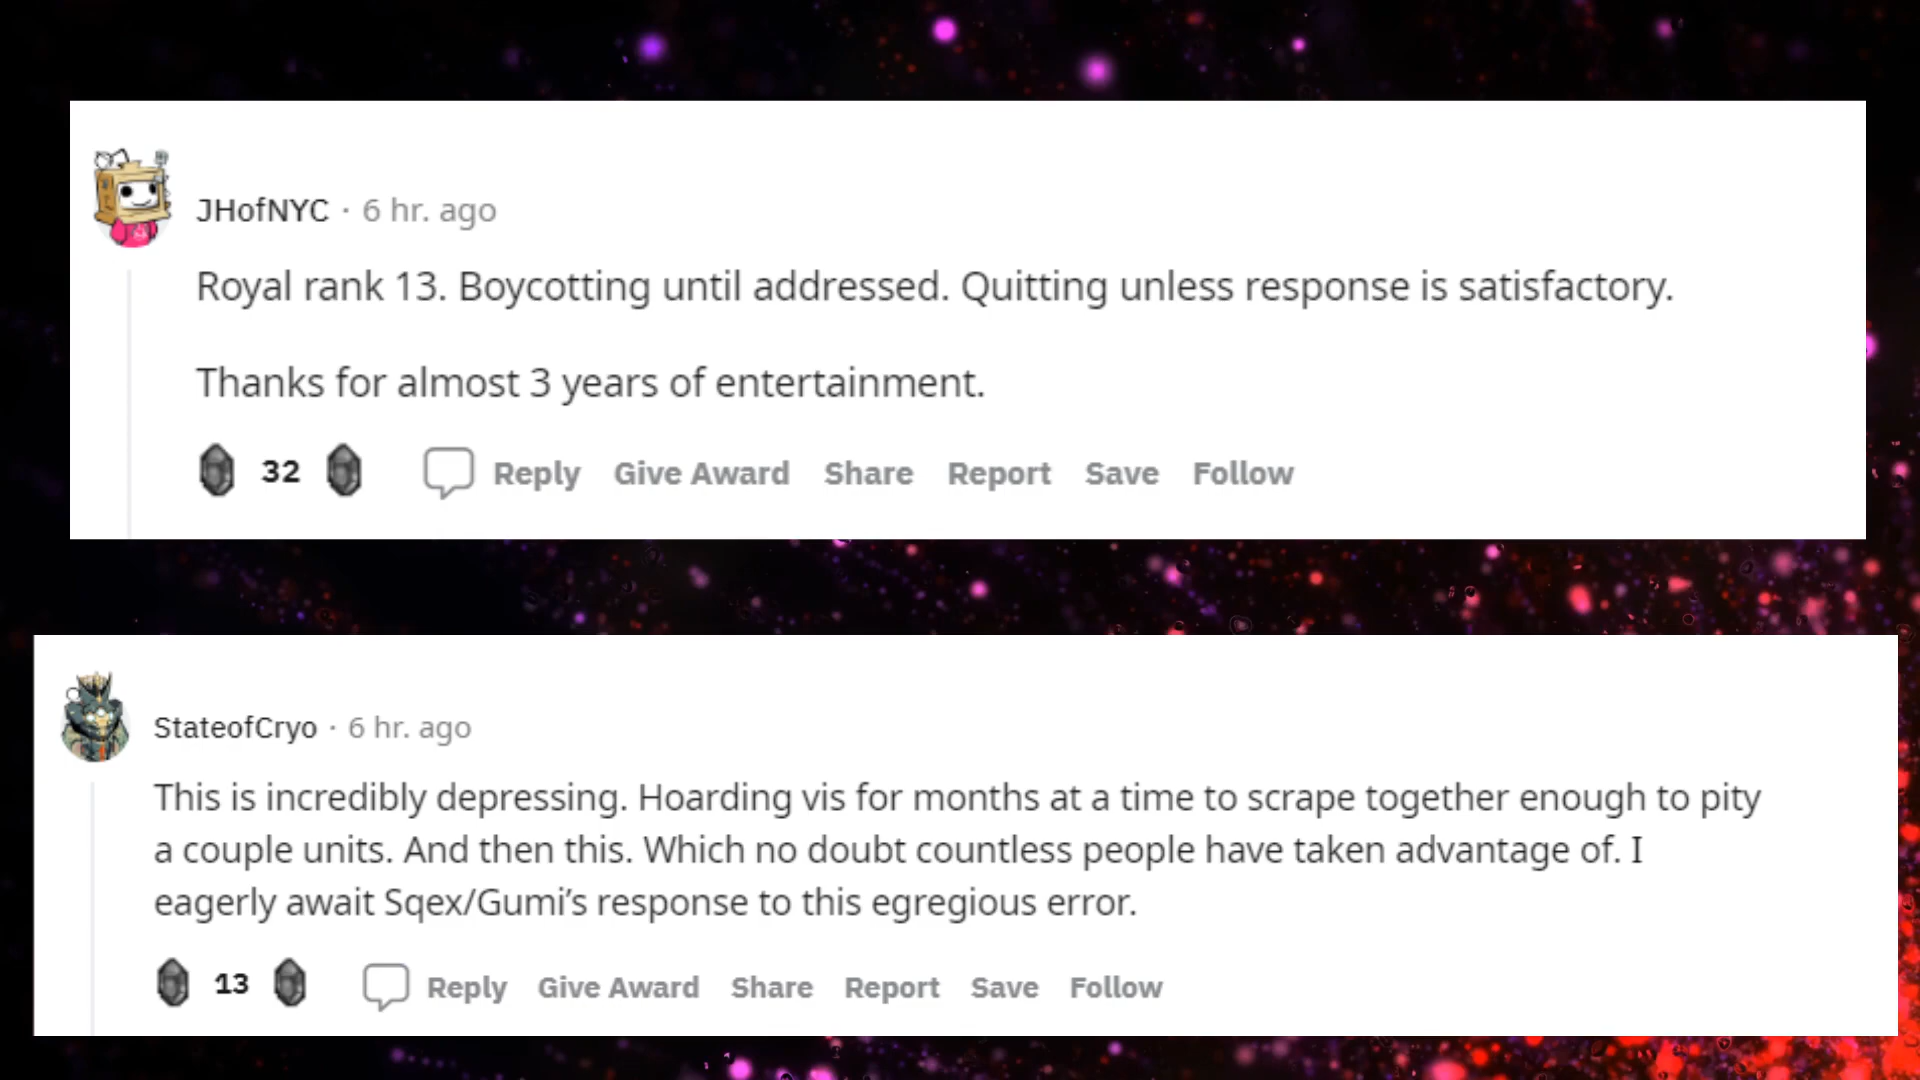 JHofNYC · 6 hr. ago
Royal rank 13. Boycotting until addressed. Quitting unless response is satisfactory.
Thanks for almost 3 years of entertainment.
32 Reply Give Award Share Report Save Follow
StateofCryo · 6 hr. ago
This is incredibly depressing. Hoarding vis for months at a time to scrape together enough to pity
a couple units. And then this. Which no doubt countless people have taken advantage of. I
eagerly await Sqex/Gumi’s response to this egregious error.
13 Reply Give Award Share Report Save Follow